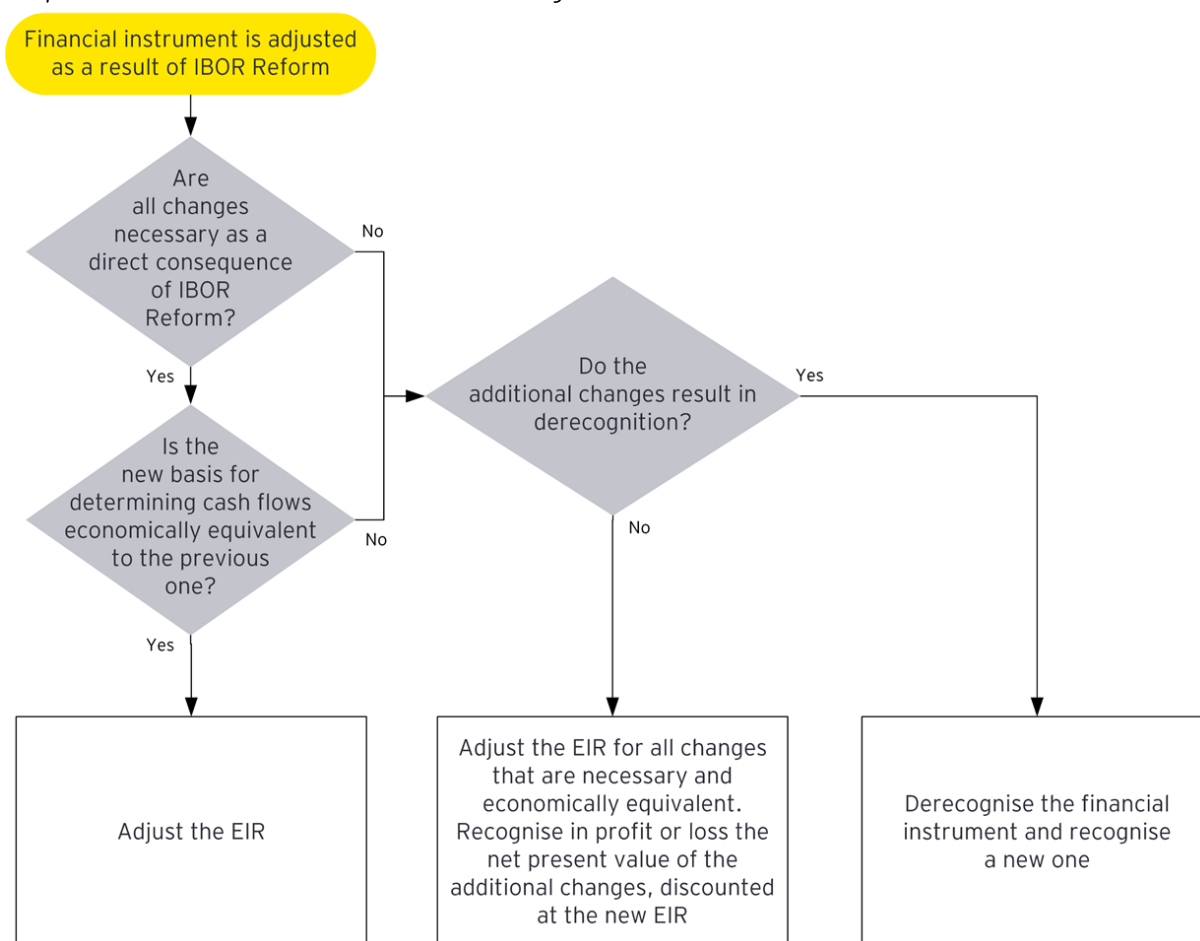 Financial instrument is adjusted
as a result of IBOR Reform
Are
all changes
necessary as a
direct consequence
of IBOR
Reform?
No
Yes
Is the
new basis for
determining cash flows
economically equivalent
to the previous
one?
No
Yes
Do the
additional changes result in
derecognition?
Yes
No
Adjust the EIR
Adjust the EIR for all changes
that are necessary and
economically equivalent.
Recognise in profit or loss the
net present value of the
additional changes, discounted
at the new EIR
Derecognise the financial
instrument and recognise
a new one